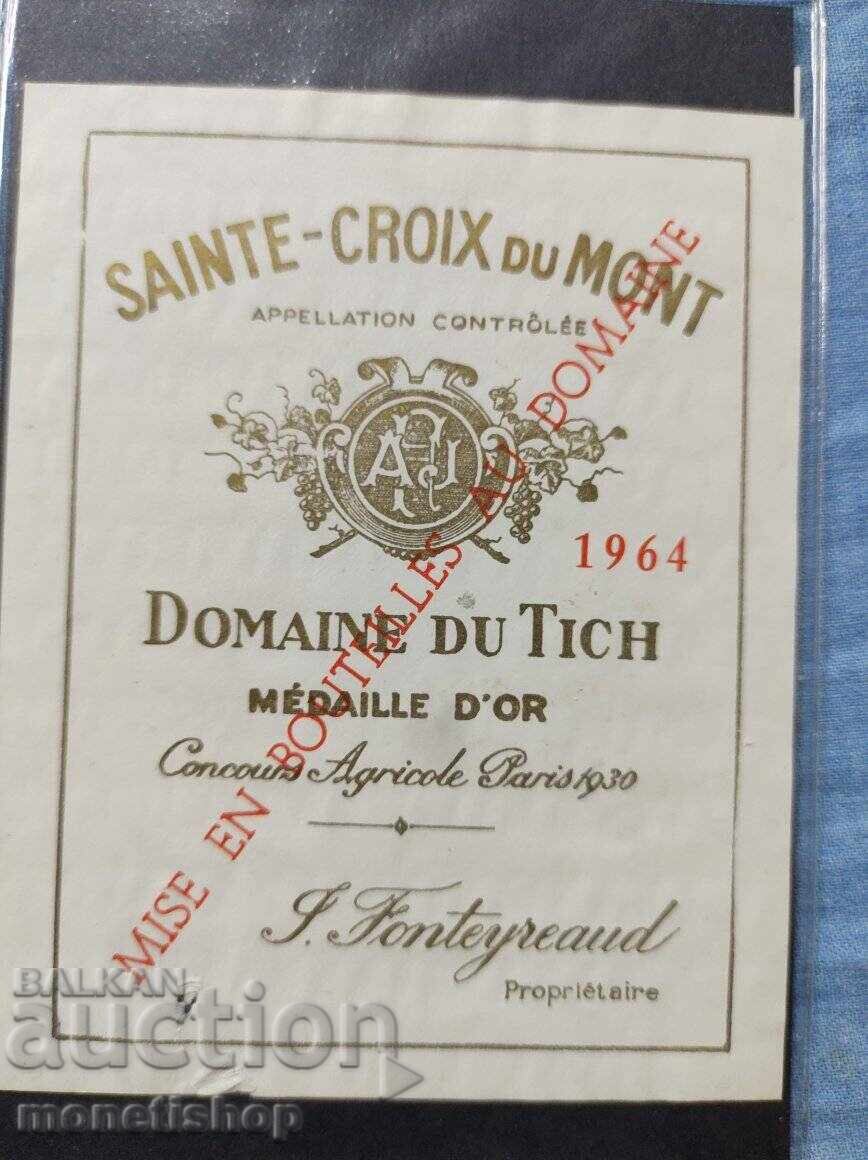 SAINTE-CROIX DU MONT
APPELLATION CONTRÔLÉE
1964
DOMAINE DU TICH
MÉDAILLE D'OR
Concours Agricole Paris 1930
J. Fonteyreaud
Propriétaire
MISE EN BOUTEILLES AU DOMAINE
BALKAN
auction
monetishop